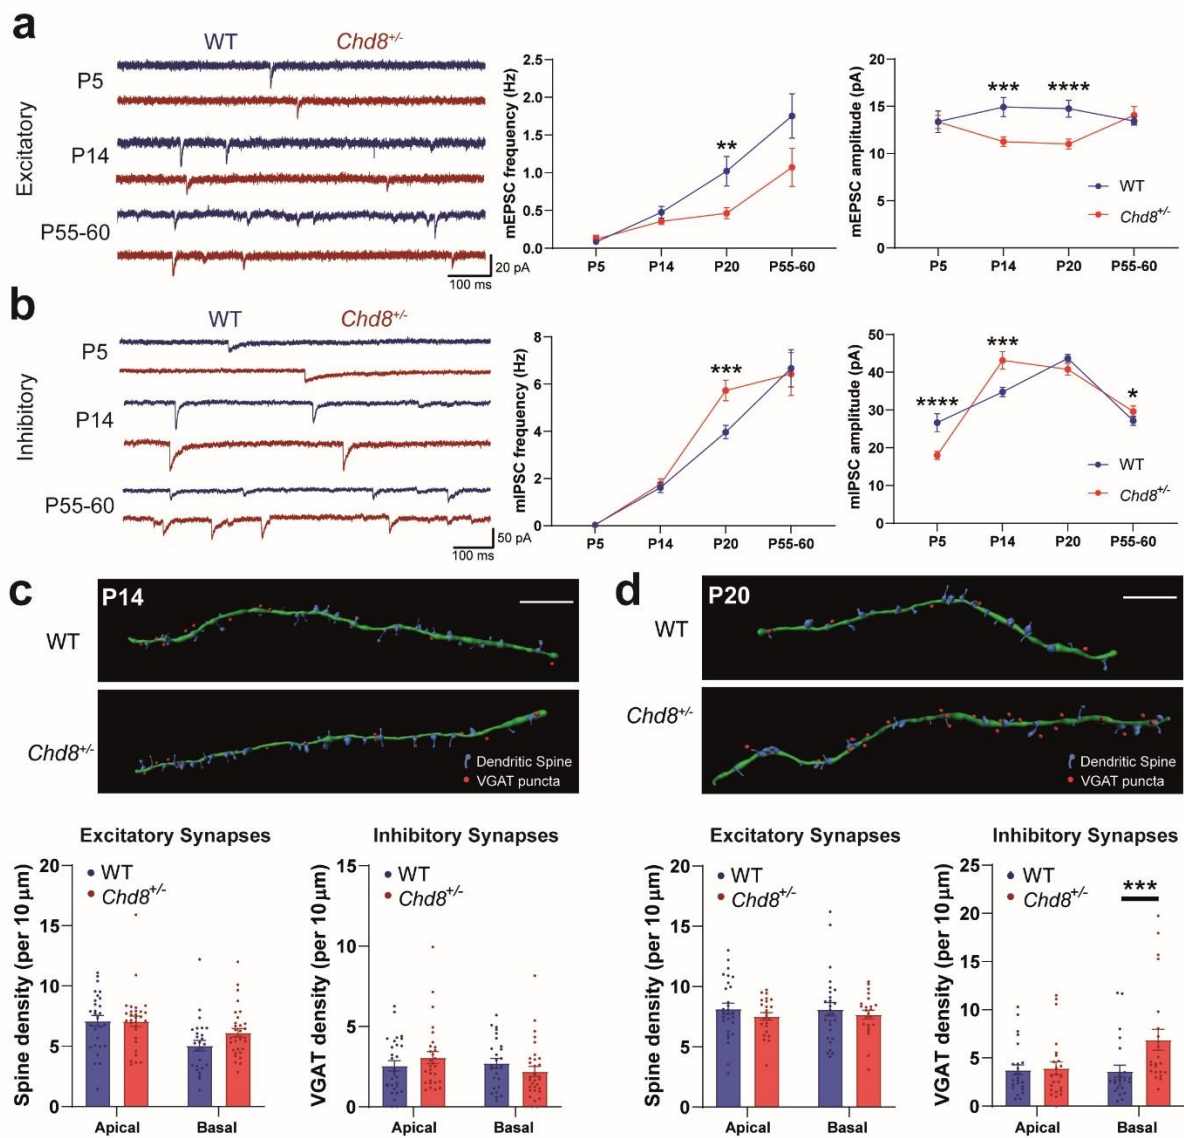 a
WT
Chd8+/-
Excitatory
P5
P14
P55-60
20 pA
100 ms
mEPSC frequency (Hz)
2.5
2.0
1.5
1.0
0.5
0.0
**
P5 P14 P20 P55-60
mEPSC amplitude (pA)
20
15
10
5
0
*** ****
WT
Chd8+/-
P5 P14 P20 P55-60
b
WT
Chd8+/-
Inhibitory
P5
P14
P55-60
50 pA
100 ms
mIPSC frequency (Hz)
8
6
4
2
0
***
P5 P14 P20 P55-60
mIPSC amplitude (pA)
50
40
30
20
10
0
**** *** *
WT
Chd8+/-
P5 P14 P20 P55-60
c
P14
WT
Chd8+/-
Dendritic Spine
VGAT puncta
Excitatory Synapses
WT
Chd8+/-
Spine density (per 10 μm)
20
15
10
5
0
Apical Basal
Inhibitory Synapses
WT
Chd8+/-
VGAT density (per 10 μm)
15
10
5
0
Apical Basal
d
P20
WT
Chd8+/-
Dendritic Spine
VGAT puncta
Excitatory Synapses
WT
Chd8+/-
Spine density (per 10 μm)
20
15
10
5
0
Apical Basal
Inhibitory Synapses
WT
Chd8+/-
***
VGAT density (per 10 μm)
25
20
15
10
5
0
Apical Basal